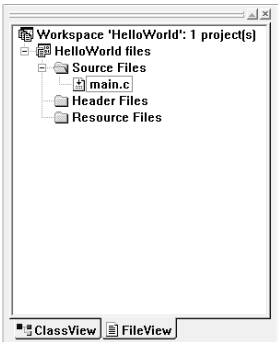 Workspace 'HelloWorld': 1 project(s)
HelloWorld files
Source Files
main.c
Header Files
Resource Files
ClassView FileView